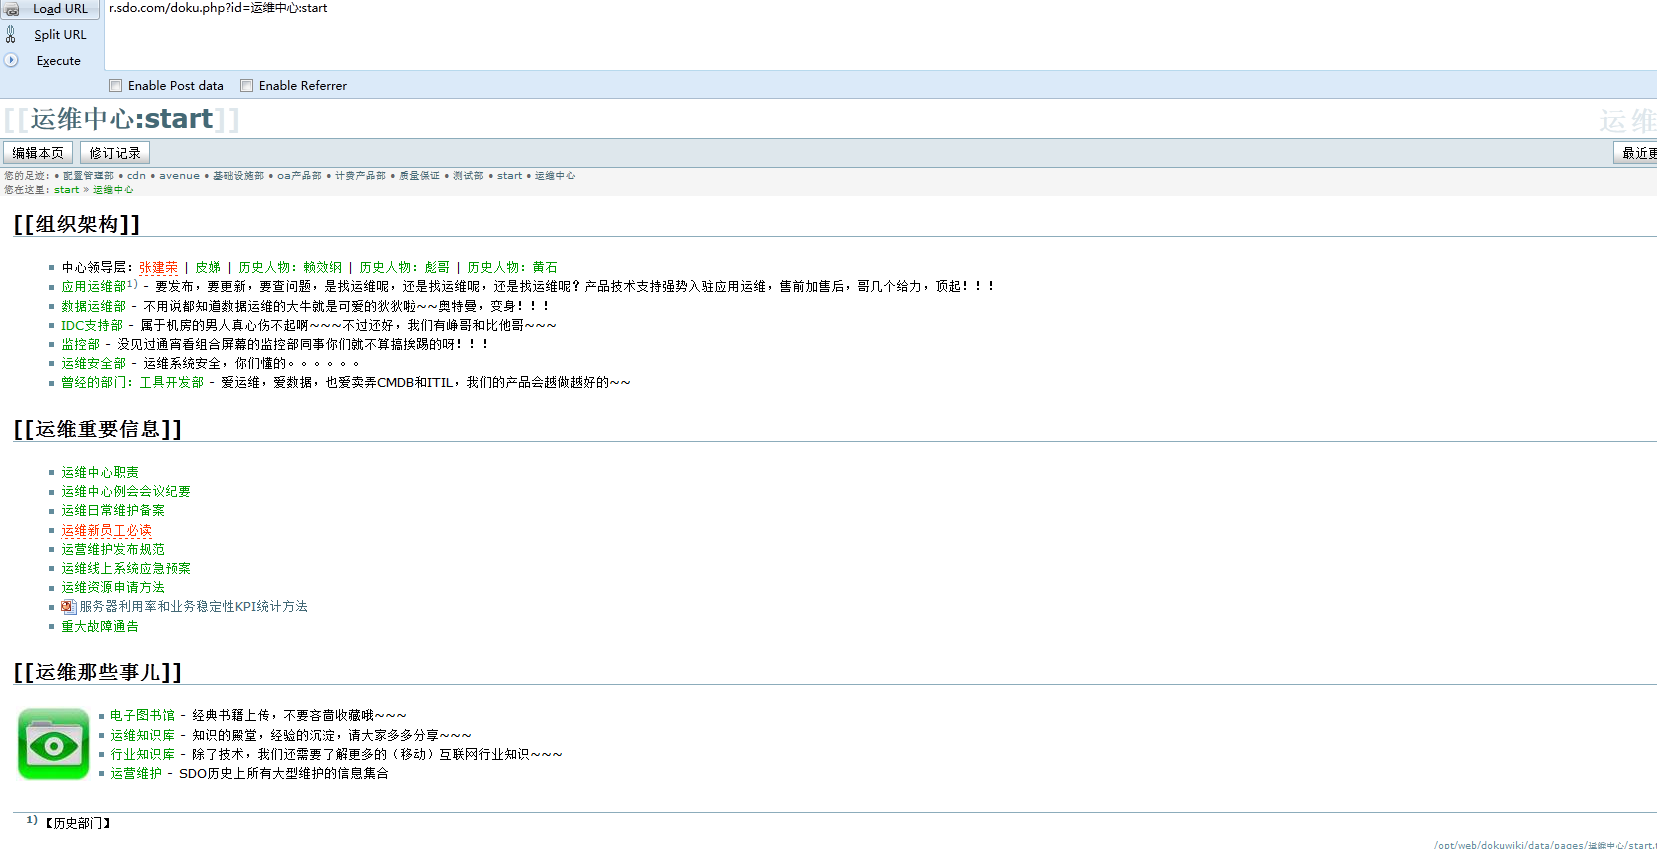 Load URL
r.sdo.com/doku.php?id=运维中心:start
Split URL
Execute
Enable Post data Enable Referrer
[[运维中心:start]] 运维
编辑本页 修订记录 最近更
您的足迹: • 配置管理部 • cdn • avenue • 基础设施部 • oa产品部 • 计费产品部 • 质量保证 • 测试部 • start • 运维中心
您在这里: start » 运维中心
[[组织架构]]
中心领导层：张建荣 | 皮娣 | 历史人物：赖效纲 | 历史人物：彪哥 | 历史人物：黄石
应用运维部1) - 要发布，要更新，要查问题，是找运维呢，还是找运维呢，还是找运维呢？产品技术支持强势入驻应用运维，售前加售后，哥几个给力，顶起！！！
数据运维部 - 不用说都知道数据运维的大牛就是可爱的狄狄啦~~奥特曼，变身！！！
IDC支持部 - 属于机房的男人真心伤不起啊~~~不过还好，我们有峥哥和比他哥~~~
监控部 - 没见过通宵看组合屏幕的监控部同事你们就不算搞挨踢的呀！！！
运维安全部 - 运维系统安全，你们懂的。。。。。。
曾经的部门：工具开发部 - 爱运维，爱数据，也爱卖弄CMDB和ITIL，我们的产品会越做越好的~~
[[运维重要信息]]
运维中心职责
运维中心例会会议纪要
运维日常维护备案
运维新员工必读
运营维护发布规范
运维线上系统应急预案
运维资源申请方法
服务器利用率和业务稳定性KPI统计方法
重大故障通告
[[运维那些事儿]]
电子图书馆 - 经典书籍上传，不要吝啬收藏哦~~~
运维知识库 - 知识的殿堂，经验的沉淀，请大家多多分享~~~
行业知识库 - 除了技术，我们还需要了解更多的（移动）互联网行业知识~~~
运营维护 - SDO历史上所有大型维护的信息集合
1) 【历史部门】
/opt/web/dokuwiki/data/pages/运维中心/start.t